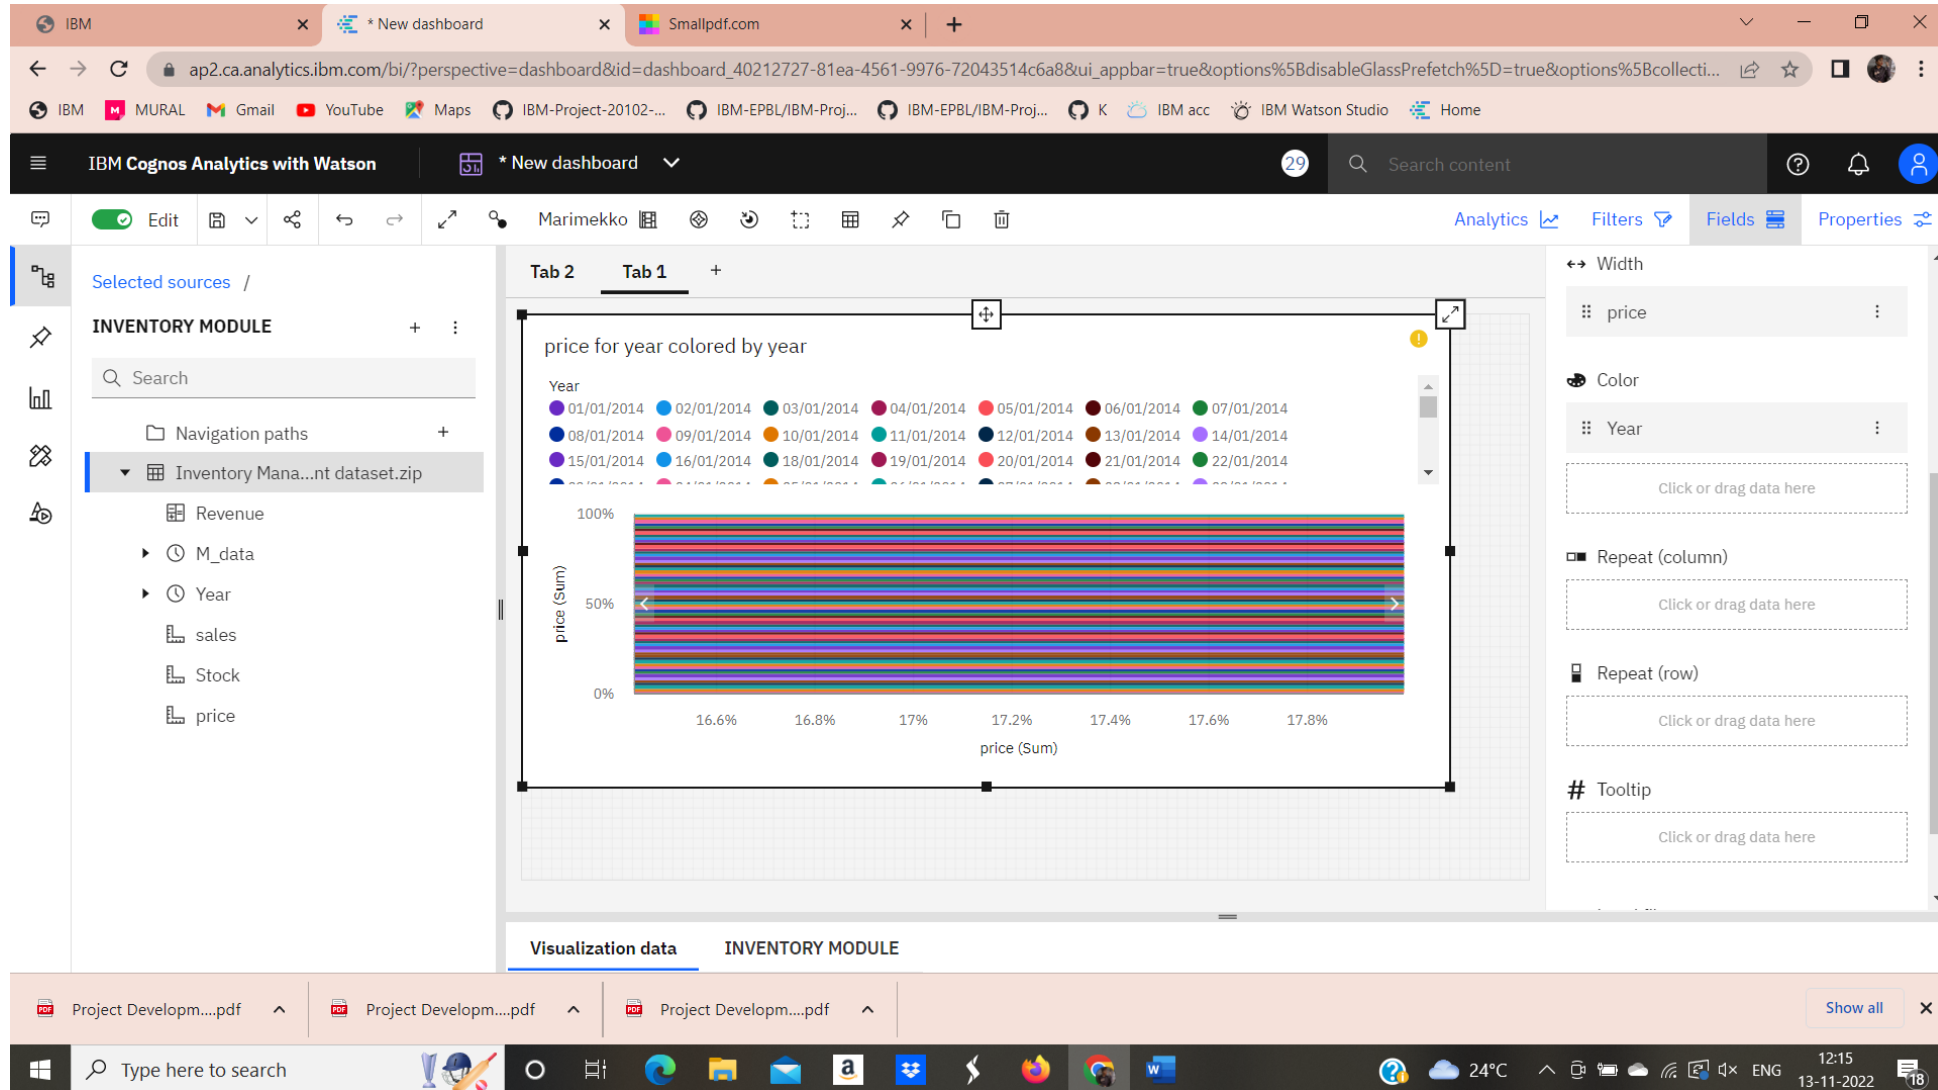 IBM
* New dashboard
Smallpdf.com
ap2.ca.analytics.ibm.com/bi/?perspective=dashboard&id=dashboard_40212727-81ea-4561-9976-72043514c6a8&ui_appbar=true&options%5BdisableGlassPrefetch%5D=true&options%5Bcollecti...
IBM MURAL Gmail YouTube Maps IBM-Project-20102-... IBM-EPBL/IBM-Proj... IBM-EPBL/IBM-Proj... K IBM acc IBM Watson Studio Home
IBM Cognos Analytics with Watson
* New dashboard
29
Search content
Edit
Marimekko
Analytics
Filters
Fields
Properties
Selected sources /
INVENTORY MODULE
Search
Navigation paths
Inventory Mana...nt dataset.zip
Revenue
M_data
Year
sales
Stock
price
Tab 2
Tab 1
price for year colored by year
Year
01/01/2014 02/01/2014 03/01/2014 04/01/2014 05/01/2014 06/01/2014 07/01/2014
08/01/2014 09/01/2014 10/01/2014 11/01/2014 12/01/2014 13/01/2014 14/01/2014
15/01/2014 16/01/2014 18/01/2014 19/01/2014 20/01/2014 21/01/2014 22/01/2014
100%
50%
0%
price (Sum)
16.6% 16.8% 17% 17.2% 17.4% 17.6% 17.8%
price (Sum)
Width
price
Color
Year
Click or drag data here
Repeat (column)
Click or drag data here
Repeat (row)
Click or drag data here
Tooltip
Click or drag data here
Visualization data
INVENTORY MODULE
Project Developm....pdf
Project Developm....pdf
Project Developm....pdf
Show all
Type here to search
24°C
ENG
12:15
13-11-2022
18